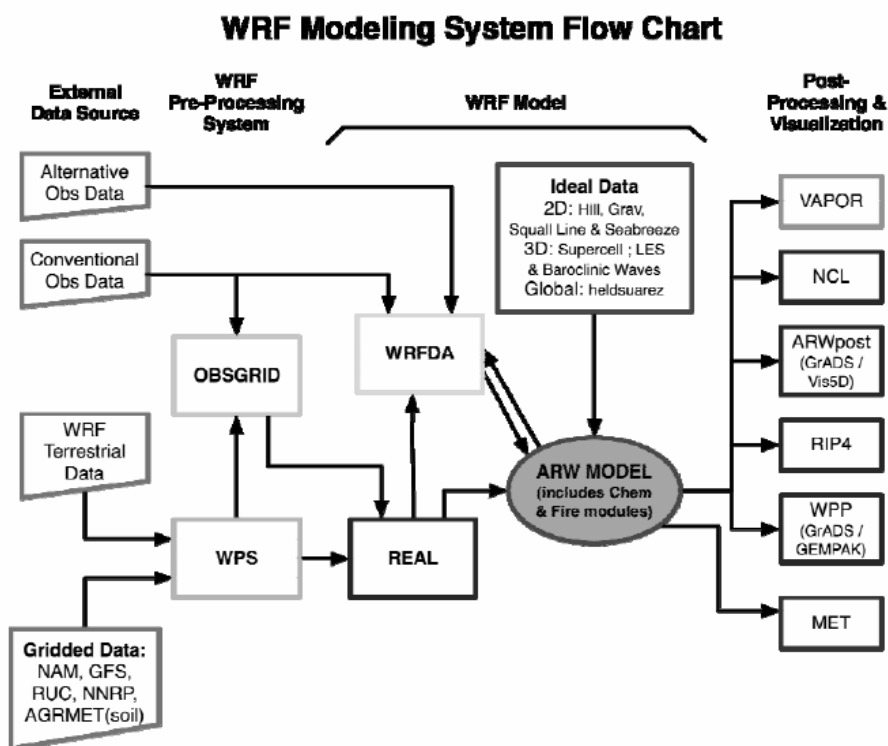 WRF Modeling System Flow Chart
External
Data Source
WRF
Pre-Processing
System
WRF Model
Post-
Processing &
Visualization
Alternative
Obs Data
Conventional
Obs Data
WRF
Terrestrial
Data
Gridded Data:
NAM, GFS,
RUC, NNRP,
AGRMET(soil)
OBSGRID
WPS
WRFDA
REAL
Ideal Data
2D: Hill, Grav,
Squall Line & Seabreeze
3D: Supercell ; LES
& Baroclinic Waves
Global: heldsuarez
ARW MODEL
(includes Chem
& Fire modules)
VAPOR
NCL
ARWpost
(GrADS /
Vis5D)
RIP4
WPP
(GrADS /
GEMPAK)
MET